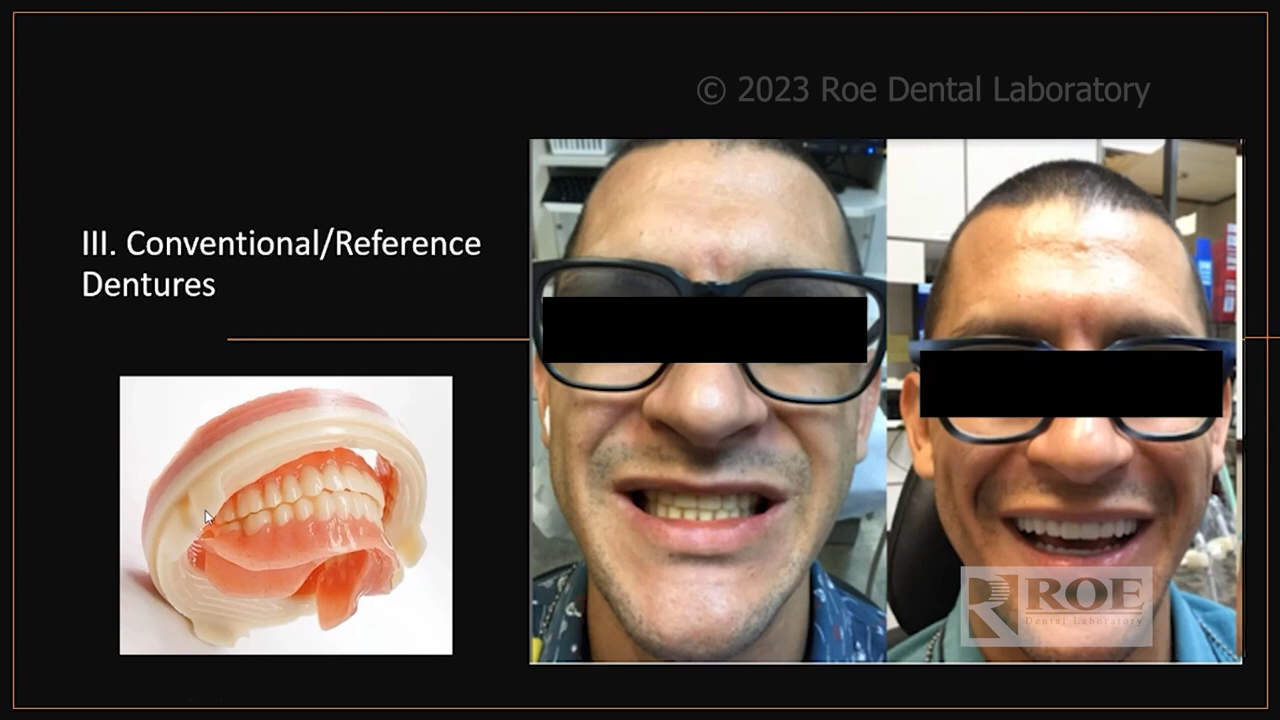 © 2023 Roe Dental Laboratory
III. Conventional/Reference
Dentures
ROE
Dental Laboratory